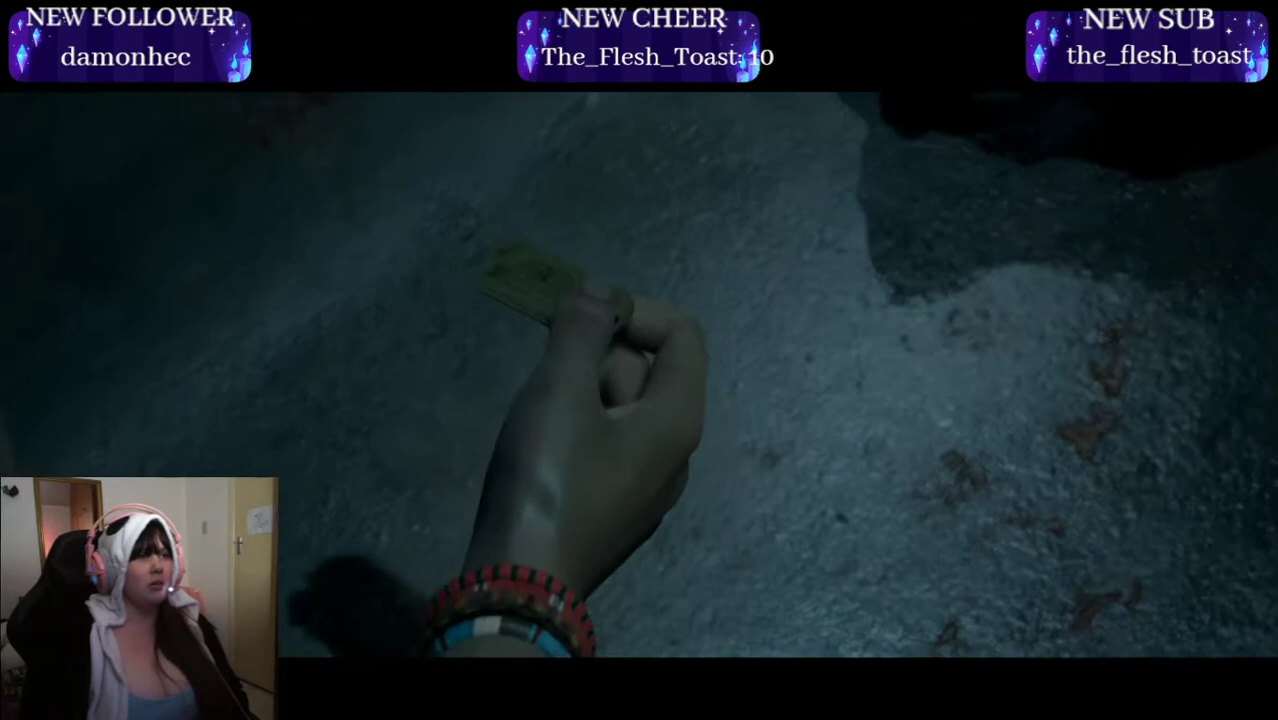 NEW FOLLOWER
damonhec
NEW CHEER
The_Flesh_Toast: 10
NEW SUB
the_flesh_toast